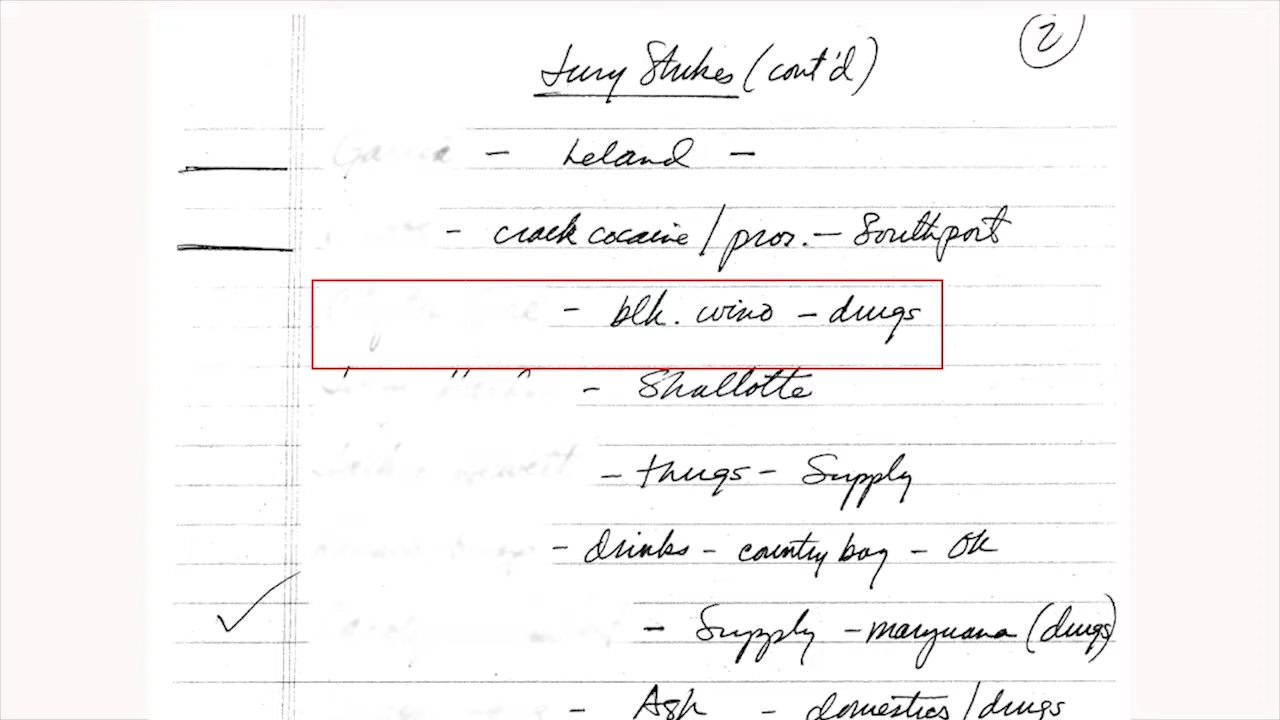 2
Jury Strikes (cont'd)
- Leland -
- crack cocaine / pros. - Southport
- blk. wino - drugs
- Shallotte
- thugs - Supply
- drinks - country boy - ok
- Supply - maryuana (drugs)
- Ash - domestics / drugs